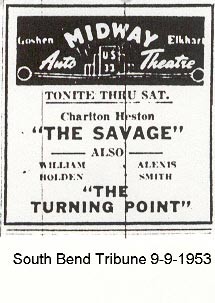 MIDWAY
Goshen Elkhart
Auto US 33 Theatre
TONITE THRU SAT.
Charlton Heston
"THE SAVAGE"
ALSO
WILLIAM ALEXIS
HOLDEN SMITH
"THE
TURNING POINT"
South Bend Tribune 9-9-1953